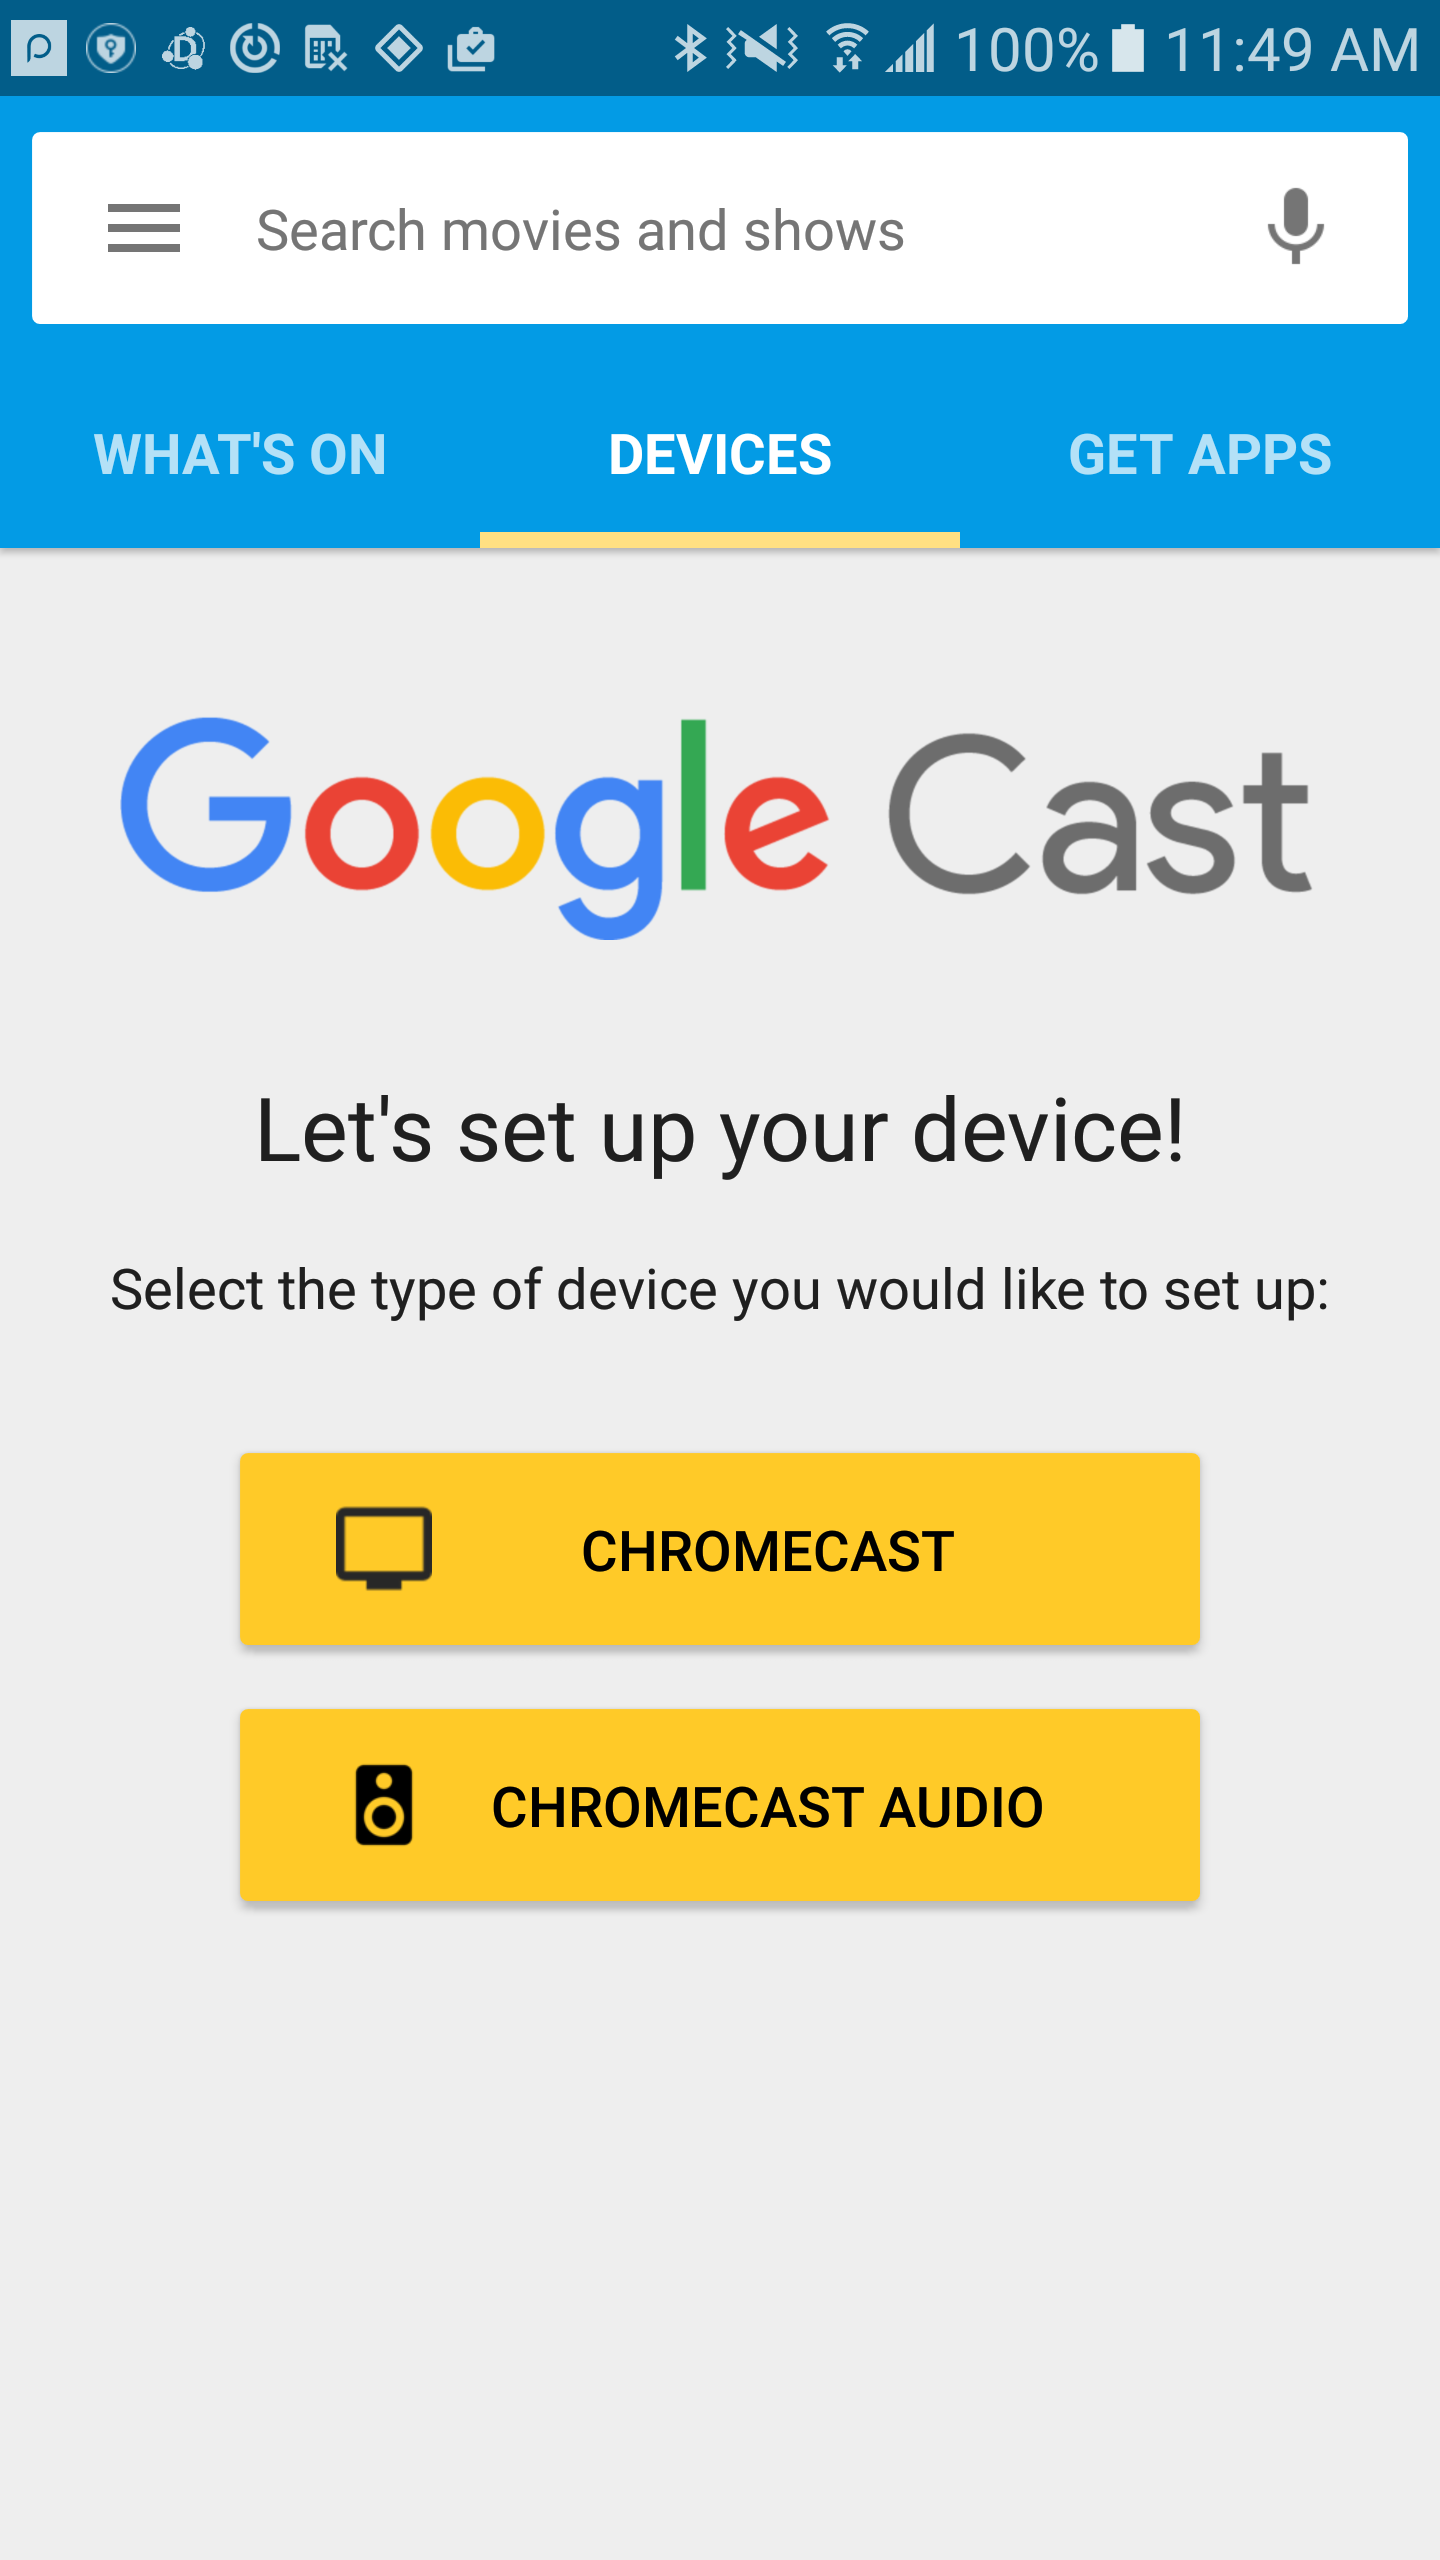 100% 11:49 AM
Search movies and shows
WHAT'S ON DEVICES GET APPS
Google Cast
Let's set up your device!
Select the type of device you would like to set up:
CHROMECAST
CHROMECAST AUDIO